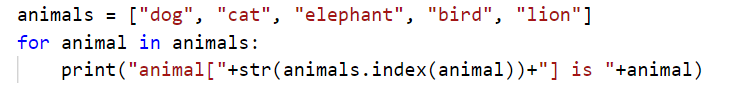 animals = ["dog", "cat", "elephant", "bird", "lion"]
for animal in animals:
    print("animal["+str(animals.index(animal))+"] is "+animal)